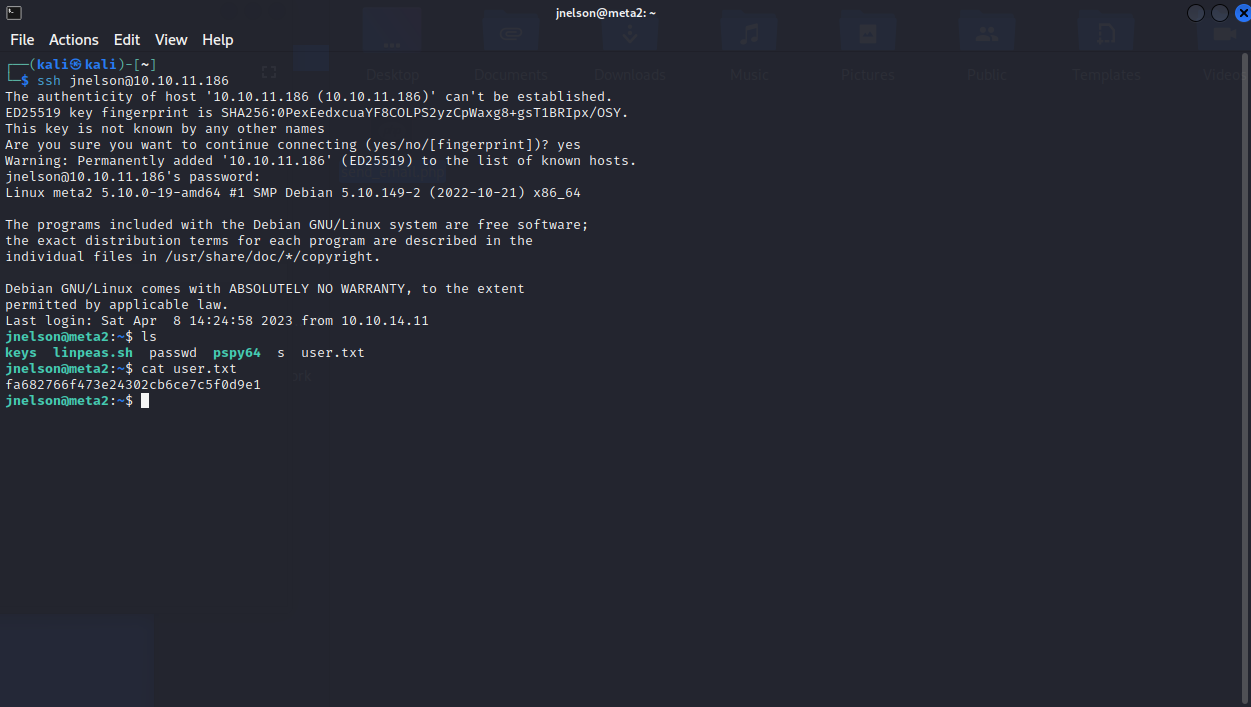 jnelson@meta2: ~
File Actions Edit View Help
┌──(kali㉿kali)-[~]
└─$ ssh jnelson@10.10.11.186
The authenticity of host '10.10.11.186 (10.10.11.186)' can't be established.
ED25519 key fingerprint is SHA256:0PexEedxcuaYF8COLPS2yzCpWaxg8+gsT1BRIpx/OSY.
This key is not known by any other names
Are you sure you want to continue connecting (yes/no/[fingerprint])? yes
Warning: Permanently added '10.10.11.186' (ED25519) to the list of known hosts.
jnelson@10.10.11.186's password:
Linux meta2 5.10.0-19-amd64 #1 SMP Debian 5.10.149-2 (2022-10-21) x86_64
The programs included with the Debian GNU/Linux system are free software;
the exact distribution terms for each program are described in the
individual files in /usr/share/doc/*/copyright.
Debian GNU/Linux comes with ABSOLUTELY NO WARRANTY, to the extent
permitted by applicable law.
Last login: Sat Apr  8 14:24:58 2023 from 10.10.14.11
jnelson@meta2:~$ ls
keys  linpeas.sh  passwd  pspy64  s  user.txt
jnelson@meta2:~$ cat user.txt
fa682766f473e24302cb6ce7c5f0d9e1
jnelson@meta2:~$
Desktop Documents Downloads Music Pictures Public Templates Videos